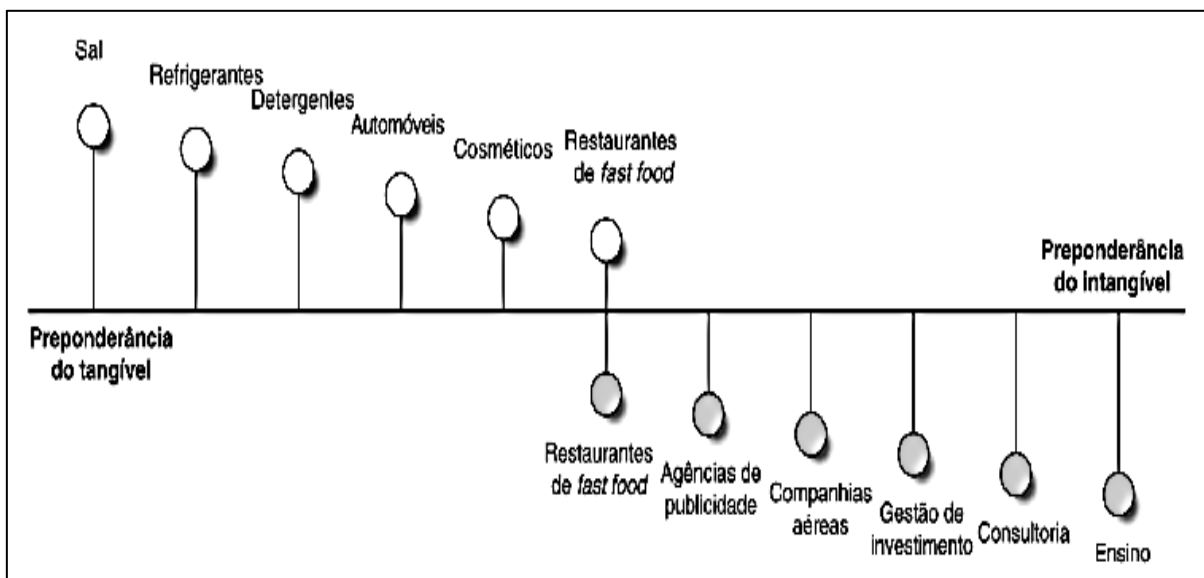 Sal
Refrigerantes
Detergentes
Automóveis
Cosméticos
Restaurantes
de fast food
Preponderância
do intangível
Preponderância
do tangível
Restaurantes
de fast food
Agências de
publicidade
Companhias
aéreas
Gestão de
investimento
Consultoria
Ensino